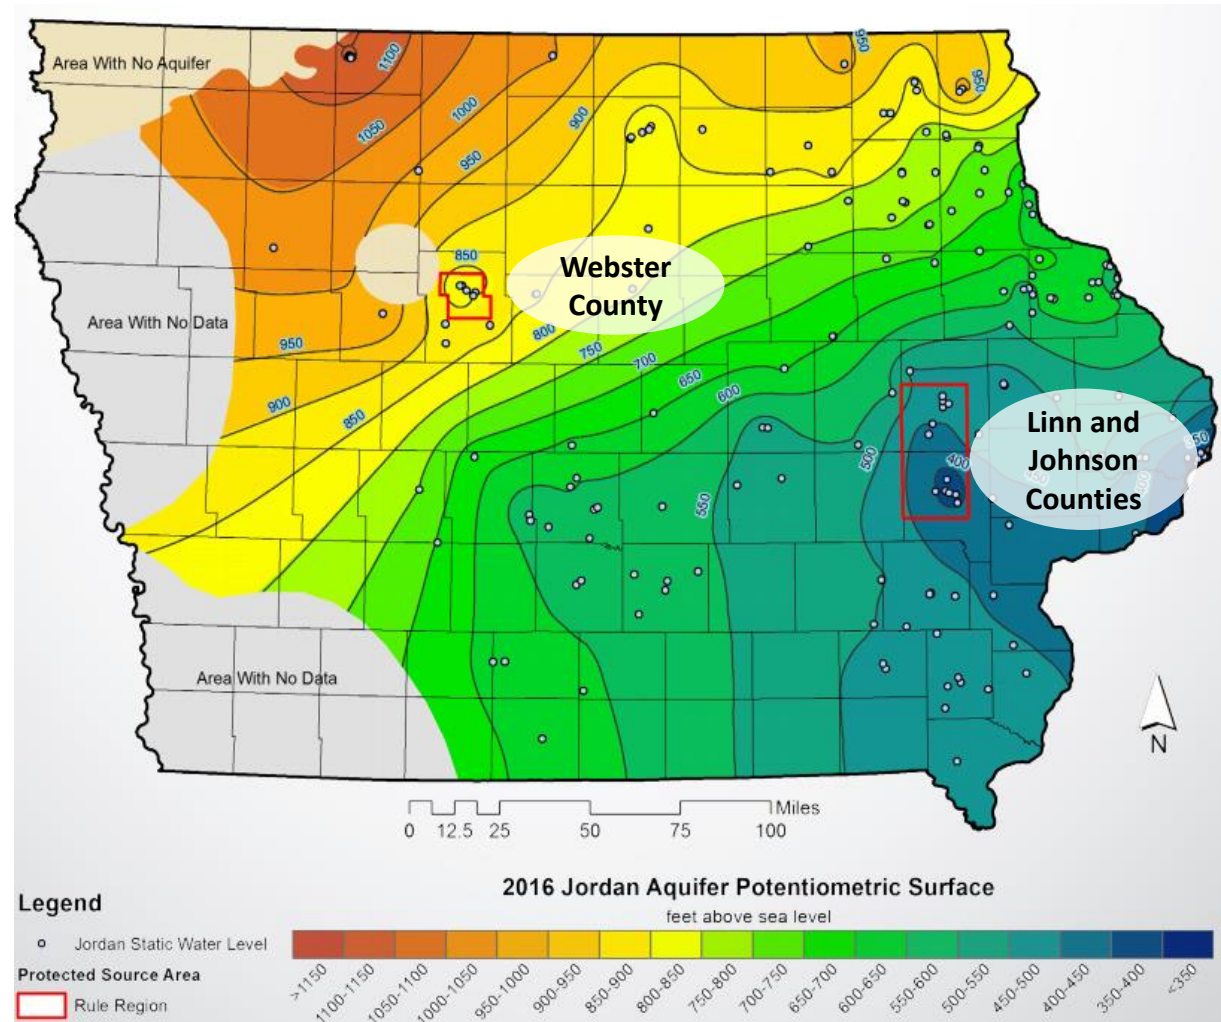 950
1100
Area With No Aquifer
950
1000
900
1050
950
850
Webster
County
Area With No Data
800
950
750
700
650
600
900
850
Linn and
Johnson
Counties
500
400
550
Area With No Data
N
Miles
0 12.5 25 50 75 100
2016 Jordan Aquifer Potentiometric Surface
feet above sea level
Legend
Jordan Static Water Level
Protected Source Area
Rule Region
>1150
1100-1150
1050-1100
1000-1050
950-1000
900-950
850-900
800-850
750-800
700-750
650-700
600-650
550-600
500-550
450-500
400-450
350-400
<350